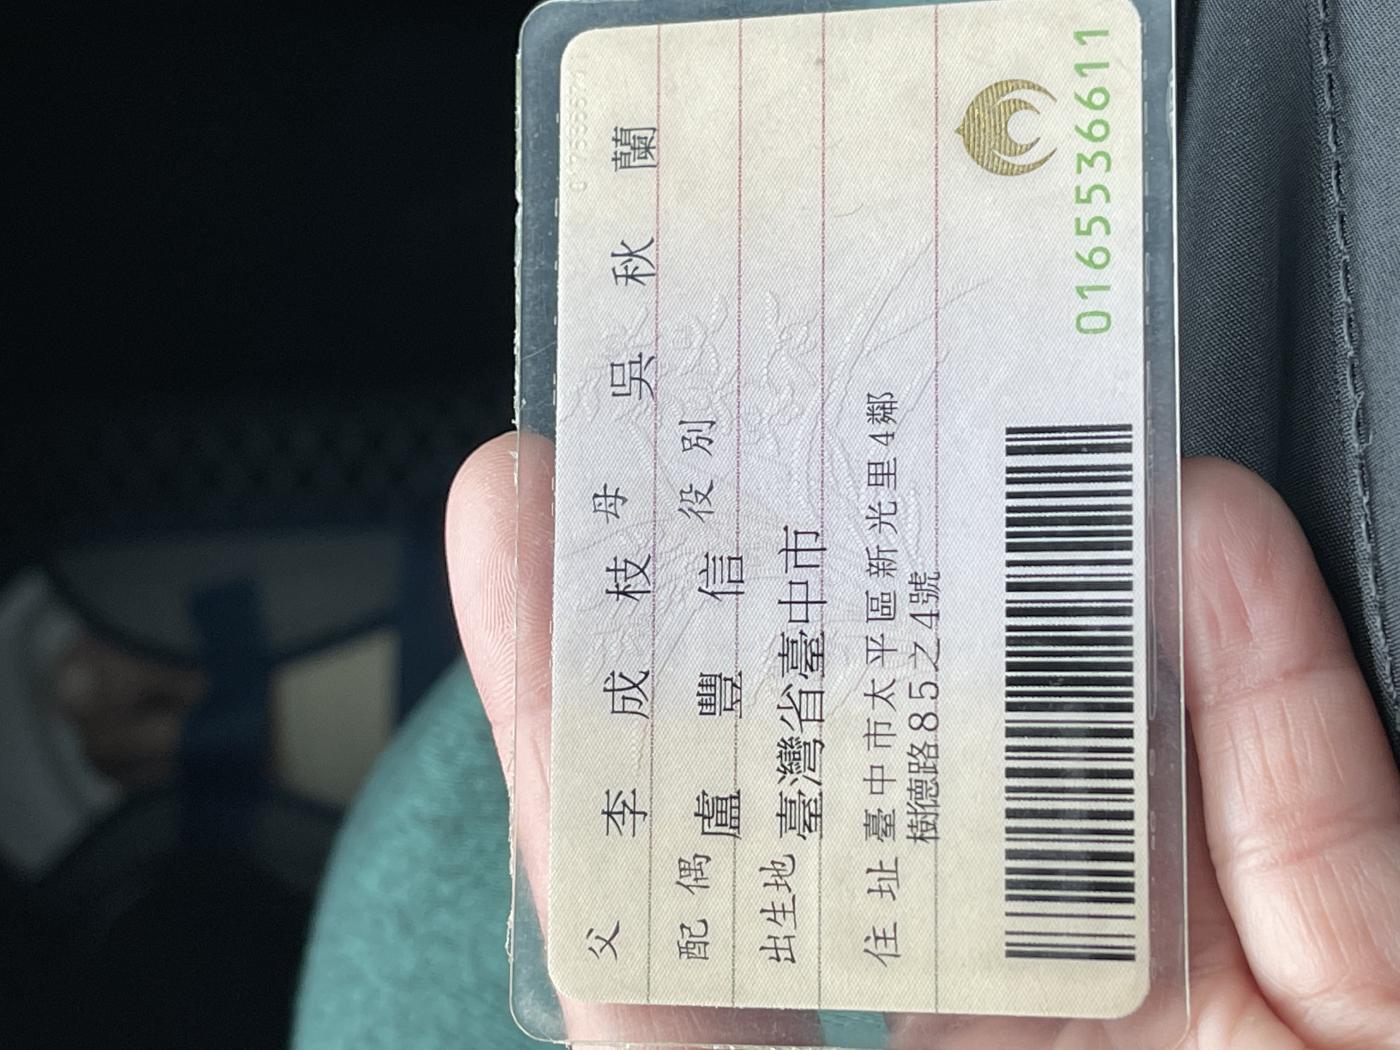 父 李成枝 母 吳秋蘭
配偶 盧豐信 役別
出生地 臺灣省臺中市
住址 臺中市太平區新光里4鄰
樹德路85之4號
0165536611